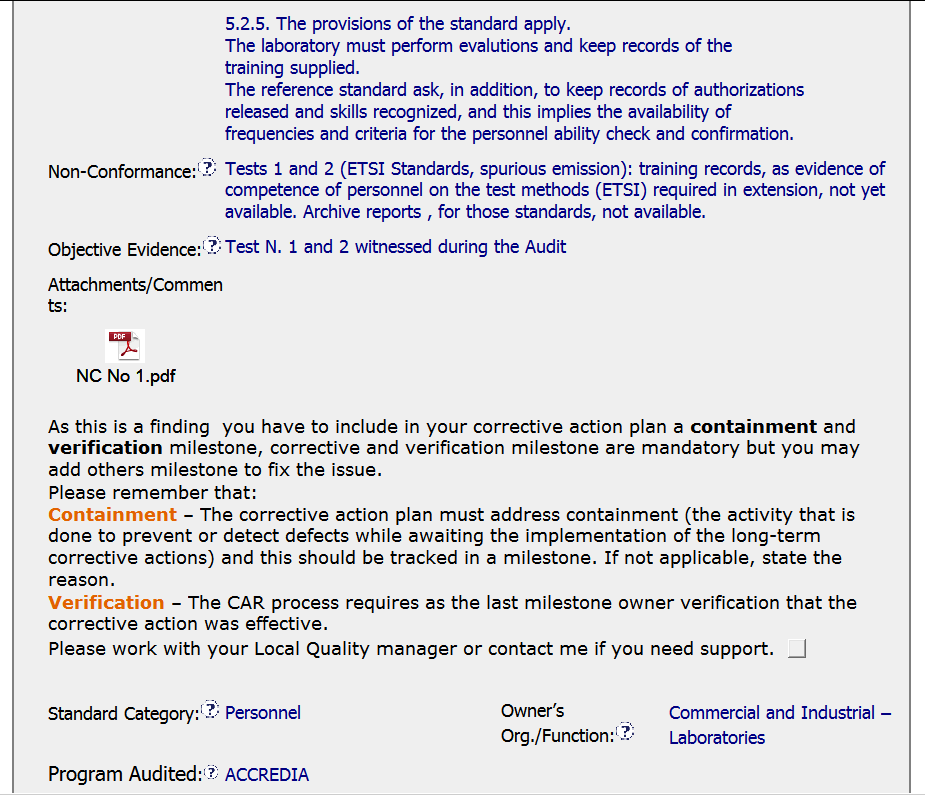 5.2.5. The provisions of the standard apply.
The laboratory must perform evalutions and keep records of the
training supplied.
The reference standard ask, in addition, to keep records of authorizations
released and skills recognized, and this implies the availability of
frequencies and criteria for the personnel ability check and confirmation.
Non-Conformance: ? Tests 1 and 2 (ETSI Standards, spurious emission): training records, as evidence of
competence of personnel on the test methods (ETSI) required in extension, not yet
available. Archive reports , for those standards, not available.
Objective Evidence: ? Test N. 1 and 2 witnessed during the Audit
Attachments/Commen
ts:
PDF
NC No 1.pdf
As this is a finding  you have to include in your corrective action plan a containment and
verification milestone, corrective and verification milestone are mandatory but you may
add others milestone to fix the issue.
Please remember that:
Containment – The corrective action plan must address containment (the activity that is
done to prevent or detect defects while awaiting the implementation of the long-term
corrective actions) and this should be tracked in a milestone. If not applicable, state the
reason.
Verification – The CAR process requires as the last milestone owner verification that the
corrective action was effective.
Please work with your Local Quality manager or contact me if you need support.
Standard Category: ? Personnel
Owner’s
Org./Function: ?
Commercial and Industrial –
Laboratories
Program Audited: ? ACCREDIA